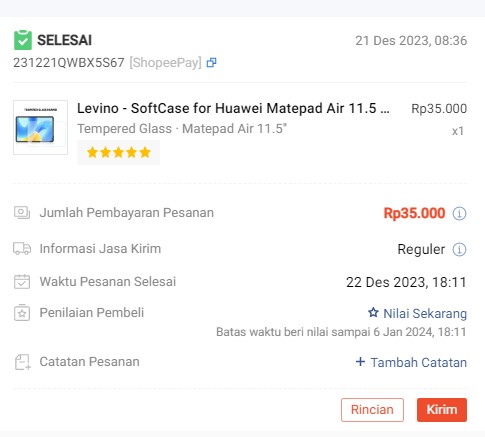 SELESAI
21 Des 2023, 08:36
231221QWBX5S67 [ShopeePay]
Levino - SoftCase for Huawei Matepad Air 11.5 ... Rp35.000
Tempered Glass · Matepad Air 11.5" x1
Jumlah Pembayaran Pesanan Rp35.000
Informasi Jasa Kirim Reguler
Waktu Pesanan Selesai 22 Des 2023, 18:11
Penilaian Pembeli Nilai Sekarang
Batas waktu beri nilai sampai 6 Jan 2024, 18:11
Catatan Pesanan + Tambah Catatan
Rincian Kirim